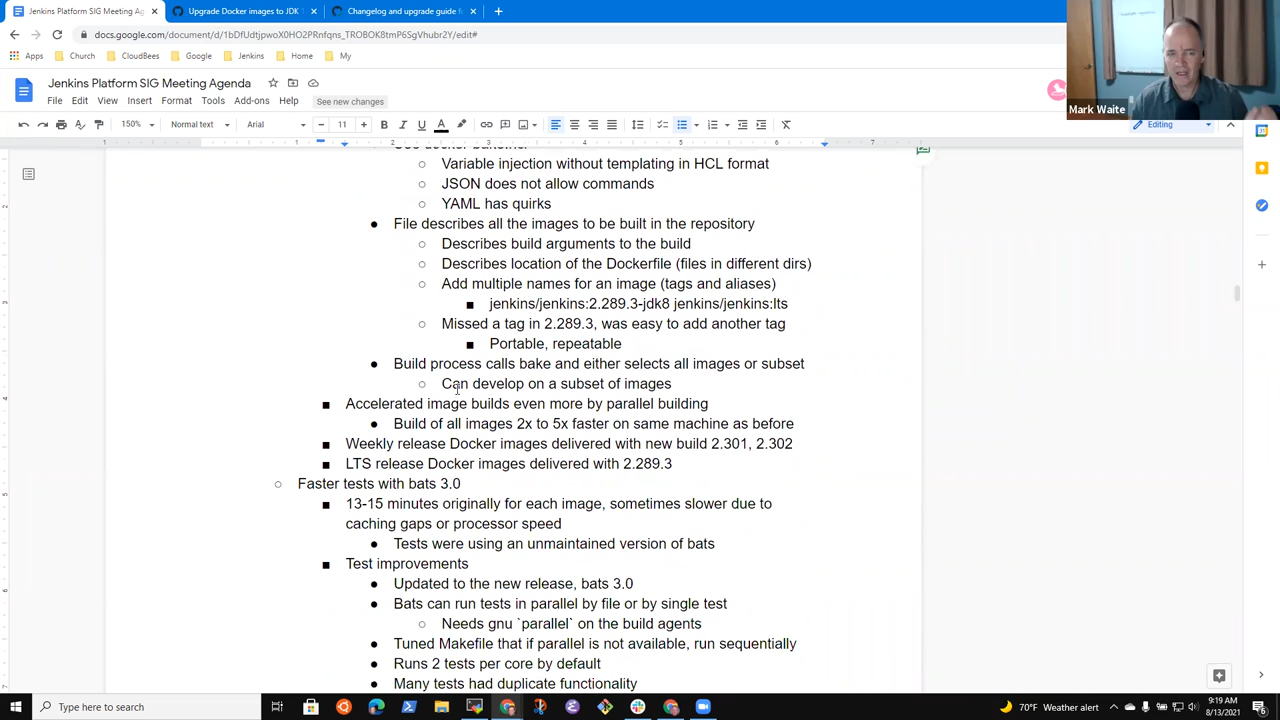 Jenkins Platform SIG Meeting Ag
Upgrade Docker images to JDK
Changelog and upgrade guide f
docs.google.com/document/d/1bDfUdtjpwoX0HO2PRnfqns_TROBOK8tmP6SgVhubr2Y/edit#
Apps
Church
CloudBees
Google
Jenkins
Home
My
Jenkins Platform SIG Meeting Agenda
File Edit View Insert Format Tools Add-ons Help
See new changes
Mark Waite
150%
Normal text
Arial
11
Editing
Variable injection without templating in HCL format
JSON does not allow commands
YAML has quirks
File describes all the images to be built in the repository
Describes build arguments to the build
Describes location of the Dockerfile (files in different dirs)
Add multiple names for an image (tags and aliases)
jenkins/jenkins:2.289.3-jdk8 jenkins/jenkins:lts
Missed a tag in 2.289.3, was easy to add another tag
Portable, repeatable
Build process calls bake and either selects all images or subset
Can develop on a subset of images
Accelerated image builds even more by parallel building
Build of all images 2x to 5x faster on same machine as before
Weekly release Docker images delivered with new build 2.301, 2.302
LTS release Docker images delivered with 2.289.3
Faster tests with bats 3.0
13-15 minutes originally for each image, sometimes slower due to
caching gaps or processor speed
Tests were using an unmaintained version of bats
Test improvements
Updated to the new release, bats 3.0
Bats can run tests in parallel by file or by single test
Needs gnu `parallel` on the build agents
Tuned Makefile that if parallel is not available, run sequentially
Runs 2 tests per core by default
Many tests had duplicate functionality
Type here to search
70°F Weather alert
9:19 AM
8/13/2021